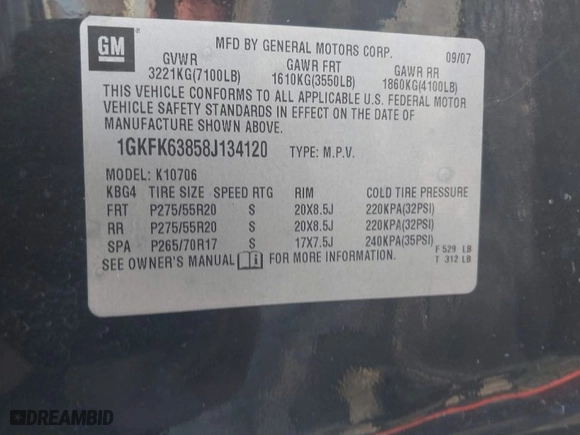 GM
MFD BY GENERAL MOTORS CORP. 09/07
GVWR GAWR FRT GAWR RR
3221KG(7100LB) 1610KG(3550LB) 1860KG(4100LB)
THIS VEHICLE CONFORMS TO ALL APPLICABLE U.S. FEDERAL MOTOR
VEHICLE SAFETY STANDARDS IN EFFECT ON THE DATE OF
MANUFACTURE SHOWN ABOVE.
1GKFK63858J134120 TYPE: M.P.V.
MODEL: K10706
KBG4 TIRE SIZE SPEED RTG RIM COLD TIRE PRESSURE
FRT P275/55R20 S 20X8.5J 220KPA(32PSI)
RR P275/55R20 S 20X8.5J 220KPA(32PSI)
SPA P265/70R17 S 17X7.5J 240KPA(35PSI)
SEE OWNER'S MANUAL FOR MORE INFORMATION.
F 529 LB
T 312 LB
DREAMBID